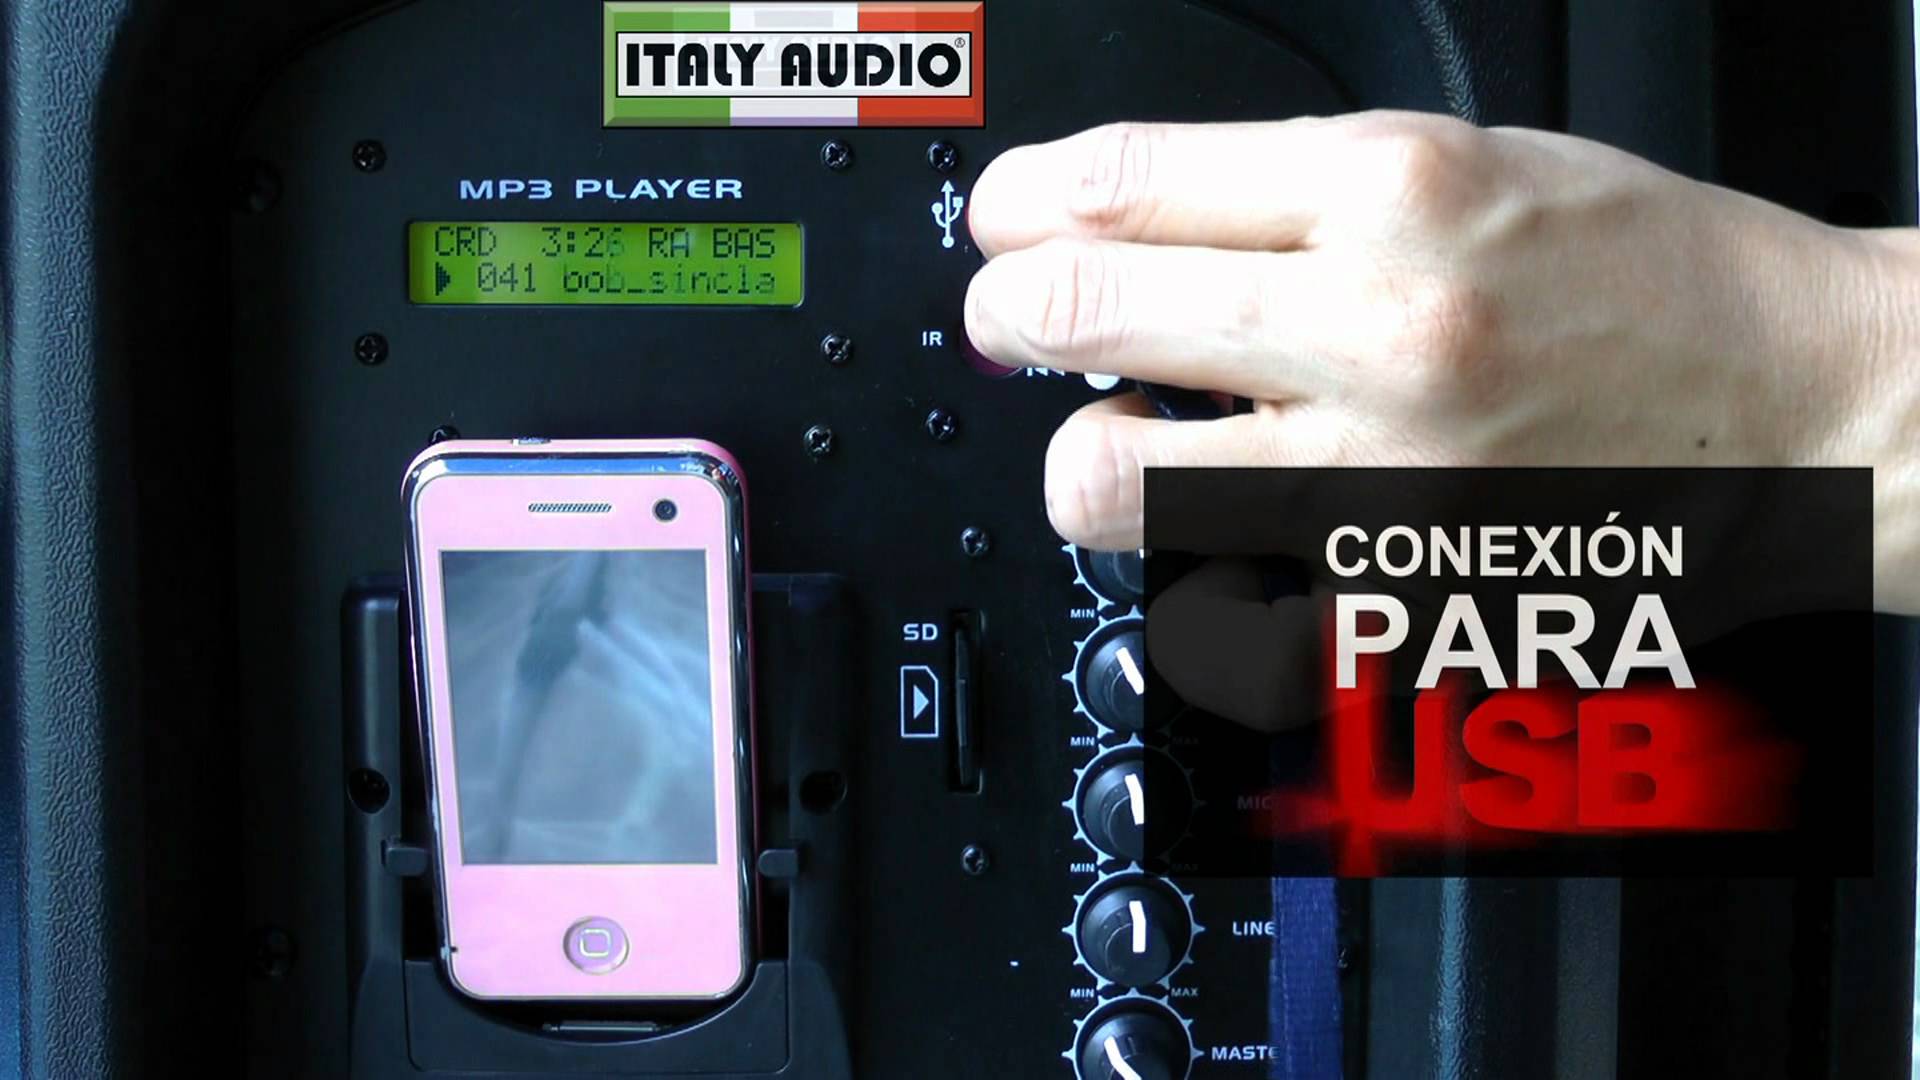 ITALY AUDIO®
MP3 PLAYER
CRD 3:26 RA BAS
041 bob_sincla
IR
SD
CONEXIÓN
PARA
USB
MIN
MIN MAX
MIC
MIN MAX
LINE
MIN MAX
MASTE